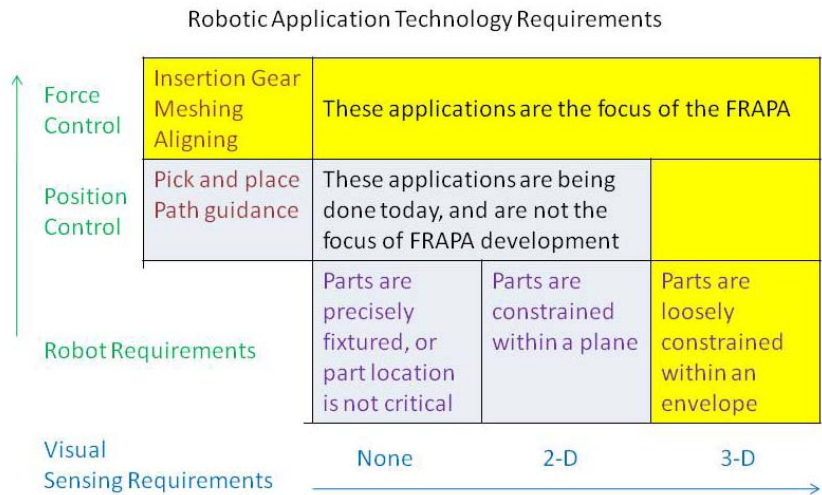 Robotic Application Technology Requirements
Force
Control
Insertion Gear
Meshing
Aligning
These applications are the focus of the FRAPA
Position
Control
Pick and place
Path guidance
These applications are being
done today, and are not the
focus of FRAPA development
Robot Requirements
Parts are
precisely
fixtured, or
part location
is not critical
Parts are
constrained
within a plane
Parts are
loosely
constrained
within an
envelope
Visual
Sensing Requirements
None
2-D
3-D